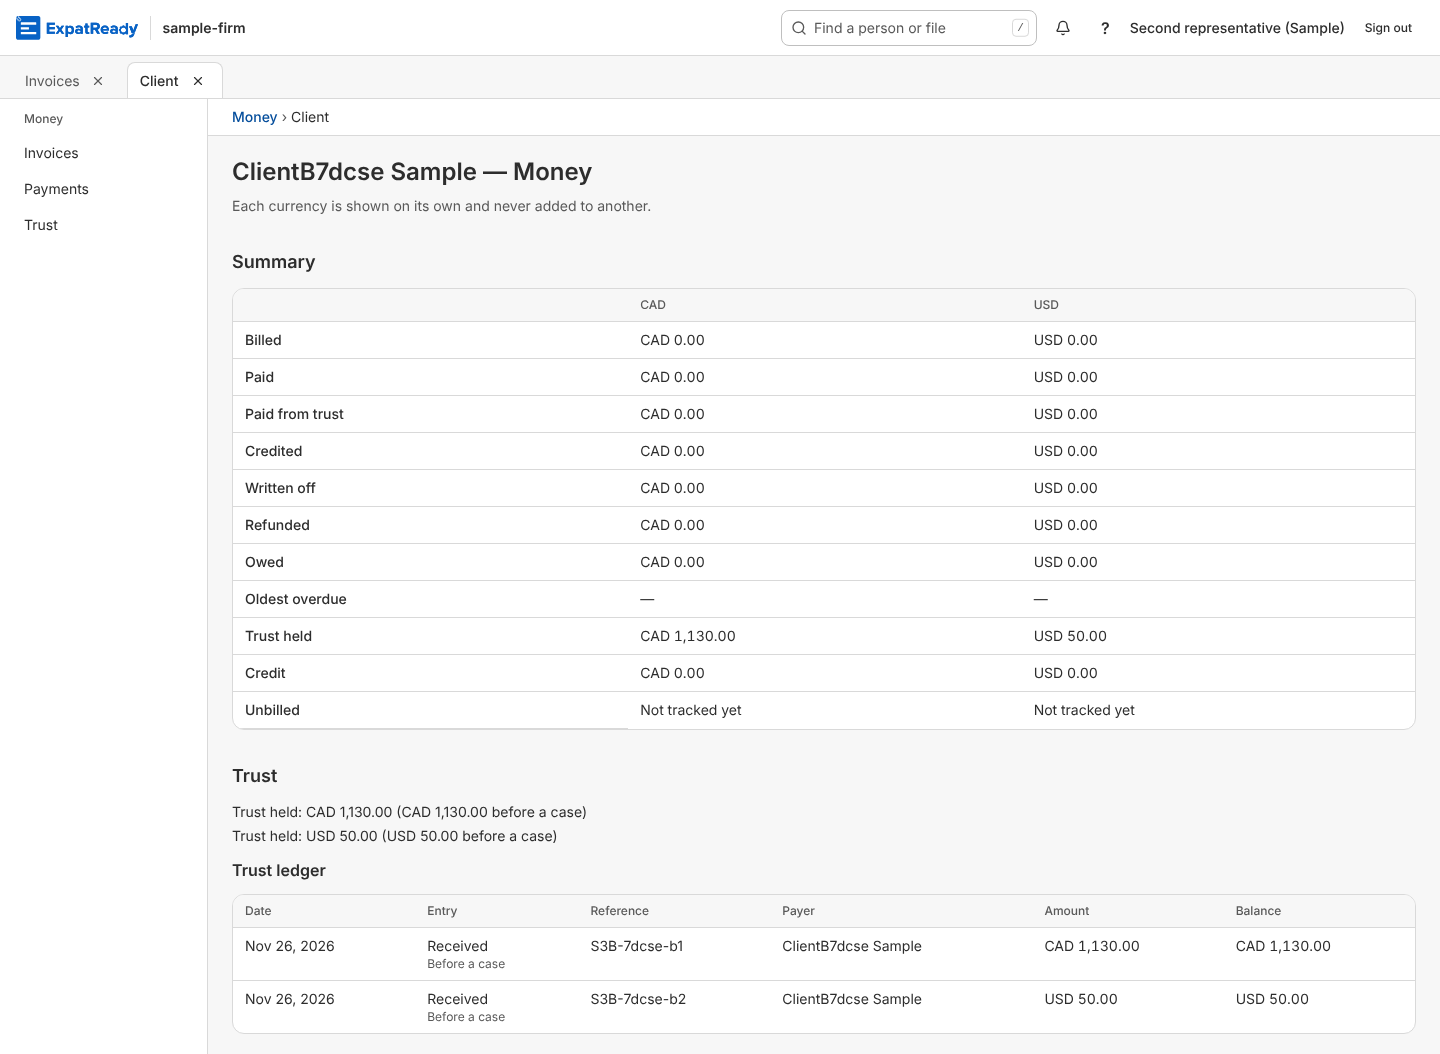 ExpatReady
sample-firm
Find a person or file
/
?
Second representative (Sample)
Sign out
Invoices
Client
Money
Invoices
Payments
Trust
Money › Client
ClientB7dcse Sample — Money
Each currency is shown on its own and never added to another.
Summary
CAD USD
Billed CAD 0.00 USD 0.00
Paid CAD 0.00 USD 0.00
Paid from trust CAD 0.00 USD 0.00
Credited CAD 0.00 USD 0.00
Written off CAD 0.00 USD 0.00
Refunded CAD 0.00 USD 0.00
Owed CAD 0.00 USD 0.00
Oldest overdue — —
Trust held CAD 1,130.00 USD 50.00
Credit CAD 0.00 USD 0.00
Unbilled Not tracked yet Not tracked yet
Trust
Trust held: CAD 1,130.00 (CAD 1,130.00 before a case)
Trust held: USD 50.00 (USD 50.00 before a case)
Trust ledger
Date Entry Reference Payer Amount Balance
Nov 26, 2026 Received S3B-7dcse-b1 ClientB7dcse Sample CAD 1,130.00 CAD 1,130.00
Before a case
Nov 26, 2026 Received S3B-7dcse-b2 ClientB7dcse Sample USD 50.00 USD 50.00
Before a case